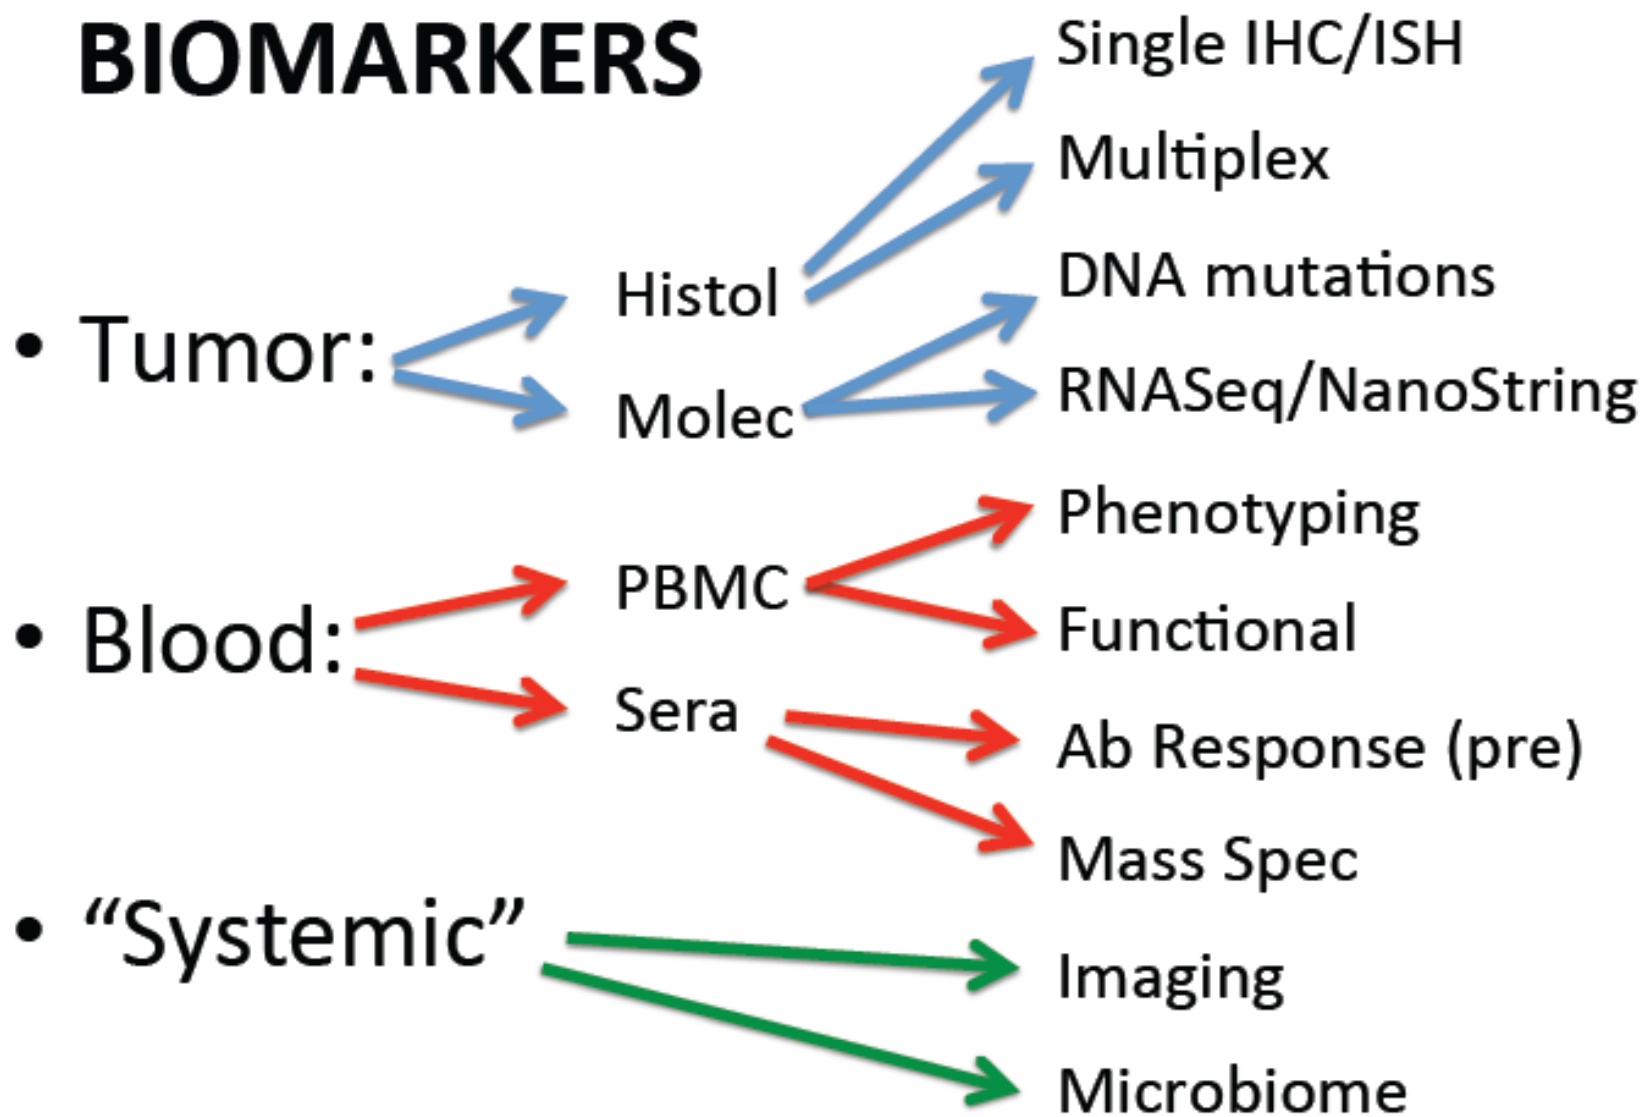 BIOMARKERS
• Tumor:
Histol
Single IHC/ISH
Multiplex
Molec
DNA mutations
RNASeq/NanoString
• Blood:
PBMC
Phenotyping
Functional
Sera
Ab Response (pre)
Mass Spec
• “Systemic”
Imaging
Microbiome